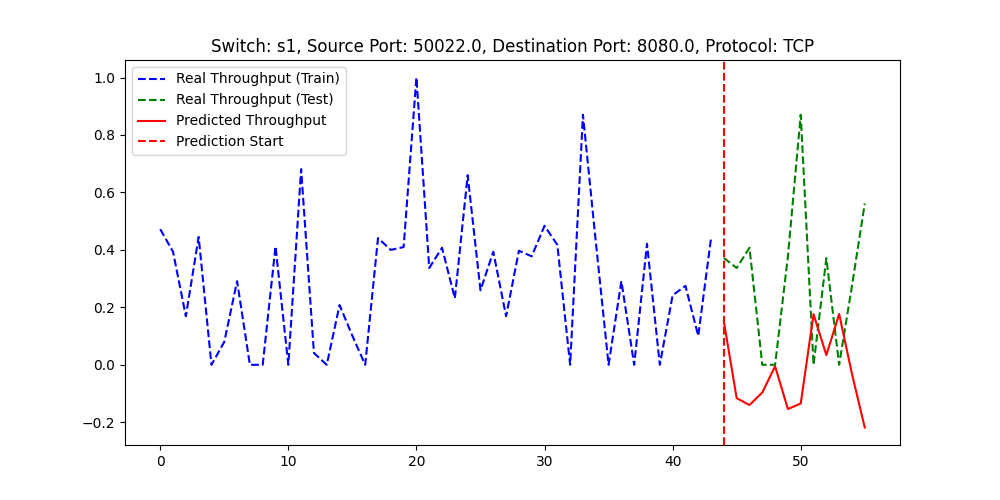 Switch: s1, Source Port: 50022.0, Destination Port: 8080.0, Protocol: TCP
Real Throughput (Train)
Real Throughput (Test)
Predicted Throughput
Prediction Start
1.0
0.8
0.6
0.4
0.2
0.0
−0.2
0 10 20 30 40 50